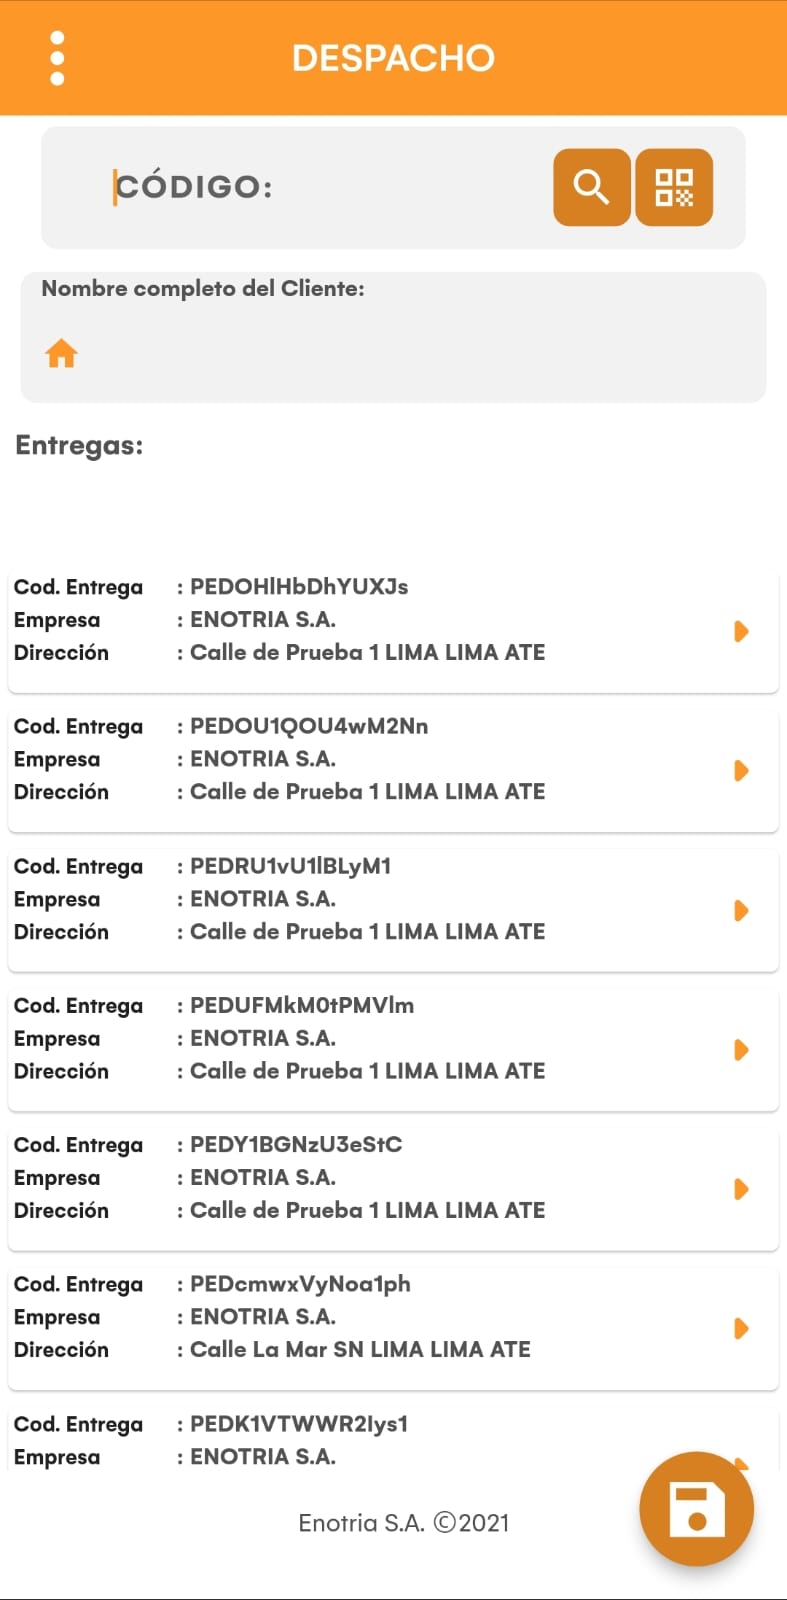 DESPACHO
CÓDIGO:
Nombre completo del Cliente:
Entregas:
Cod. Entrega : PEDOHlHbDhYUXJs
Empresa : ENOTRIA S.A.
Dirección : Calle de Prueba 1 LIMA LIMA ATE
Cod. Entrega : PEDOU1QOU4wM2Nn
Empresa : ENOTRIA S.A.
Dirección : Calle de Prueba 1 LIMA LIMA ATE
Cod. Entrega : PEDRU1vU1lBLyM1
Empresa : ENOTRIA S.A.
Dirección : Calle de Prueba 1 LIMA LIMA ATE
Cod. Entrega : PEDUFMkM0tPMVlm
Empresa : ENOTRIA S.A.
Dirección : Calle de Prueba 1 LIMA LIMA ATE
Cod. Entrega : PEDY1BGNzU3eStC
Empresa : ENOTRIA S.A.
Dirección : Calle de Prueba 1 LIMA LIMA ATE
Cod. Entrega : PEDcmwxVyNoa1ph
Empresa : ENOTRIA S.A.
Dirección : Calle La Mar SN LIMA LIMA ATE
Cod. Entrega : PEDK1VTWWR2lys1
Empresa : ENOTRIA S.A.
Enotria S.A. ©2021